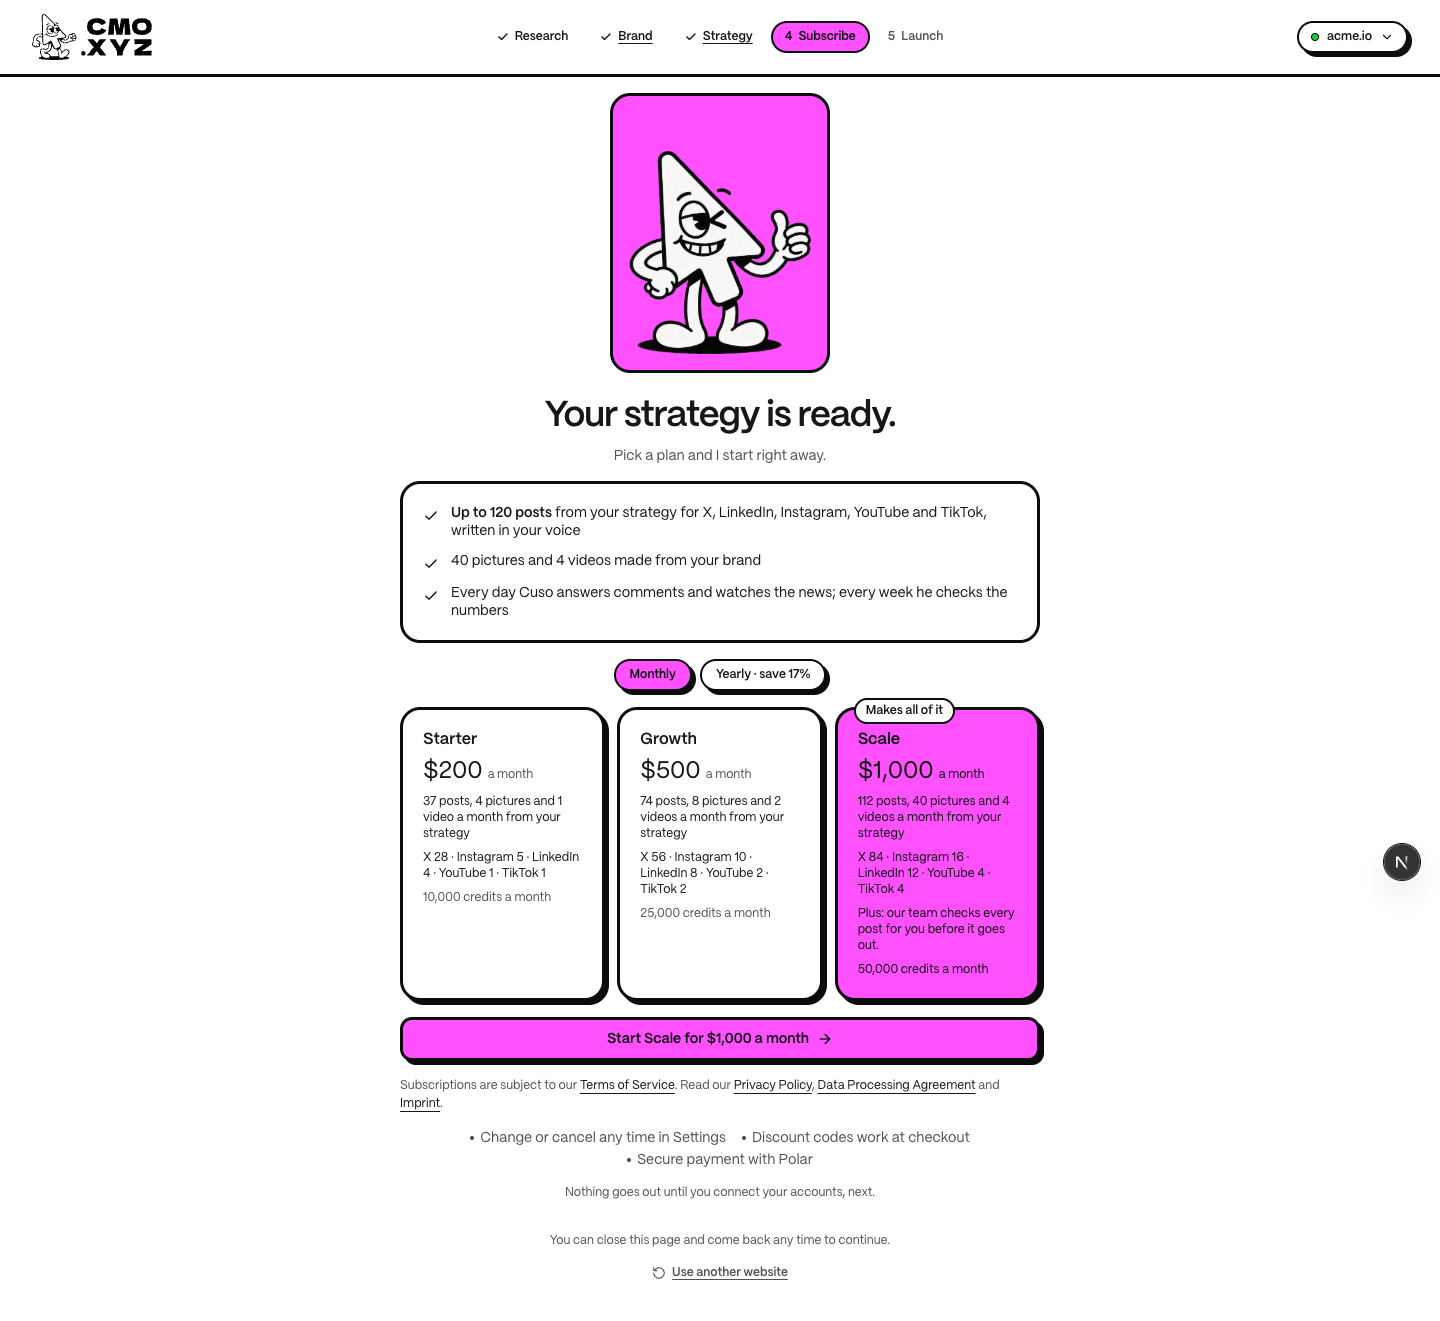 CMO
.XYZ
Research
Brand
Strategy
4 Subscribe
5 Launch
acme.io
Your strategy is ready.
Pick a plan and I start right away.
Up to 120 posts from your strategy for X, LinkedIn, Instagram, YouTube and TikTok,
written in your voice
40 pictures and 4 videos made from your brand
Every day Cuso answers comments and watches the news; every week he checks the
numbers
Monthly
Yearly · save 17%
Starter
$200 a month
37 posts, 4 pictures and 1
video a month from your
strategy
X 28 · Instagram 5 · LinkedIn
4 · YouTube 1 · TikTok 1
10,000 credits a month
Growth
$500 a month
74 posts, 8 pictures and 2
videos a month from your
strategy
X 56 · Instagram 10 ·
LinkedIn 8 · YouTube 2 ·
TikTok 2
25,000 credits a month
Makes all of it
Scale
$1,000 a month
112 posts, 40 pictures and 4
videos a month from your
strategy
X 84 · Instagram 16 ·
LinkedIn 12 · YouTube 4 ·
TikTok 4
Plus: our team checks every
post for you before it goes
out.
50,000 credits a month
N
Start Scale for $1,000 a month
Subscriptions are subject to our Terms of Service. Read our Privacy Policy, Data Processing Agreement and
Imprint.
• Change or cancel any time in Settings • Discount codes work at checkout
• Secure payment with Polar
Nothing goes out until you connect your accounts, next.
You can close this page and come back any time to continue.
Use another website